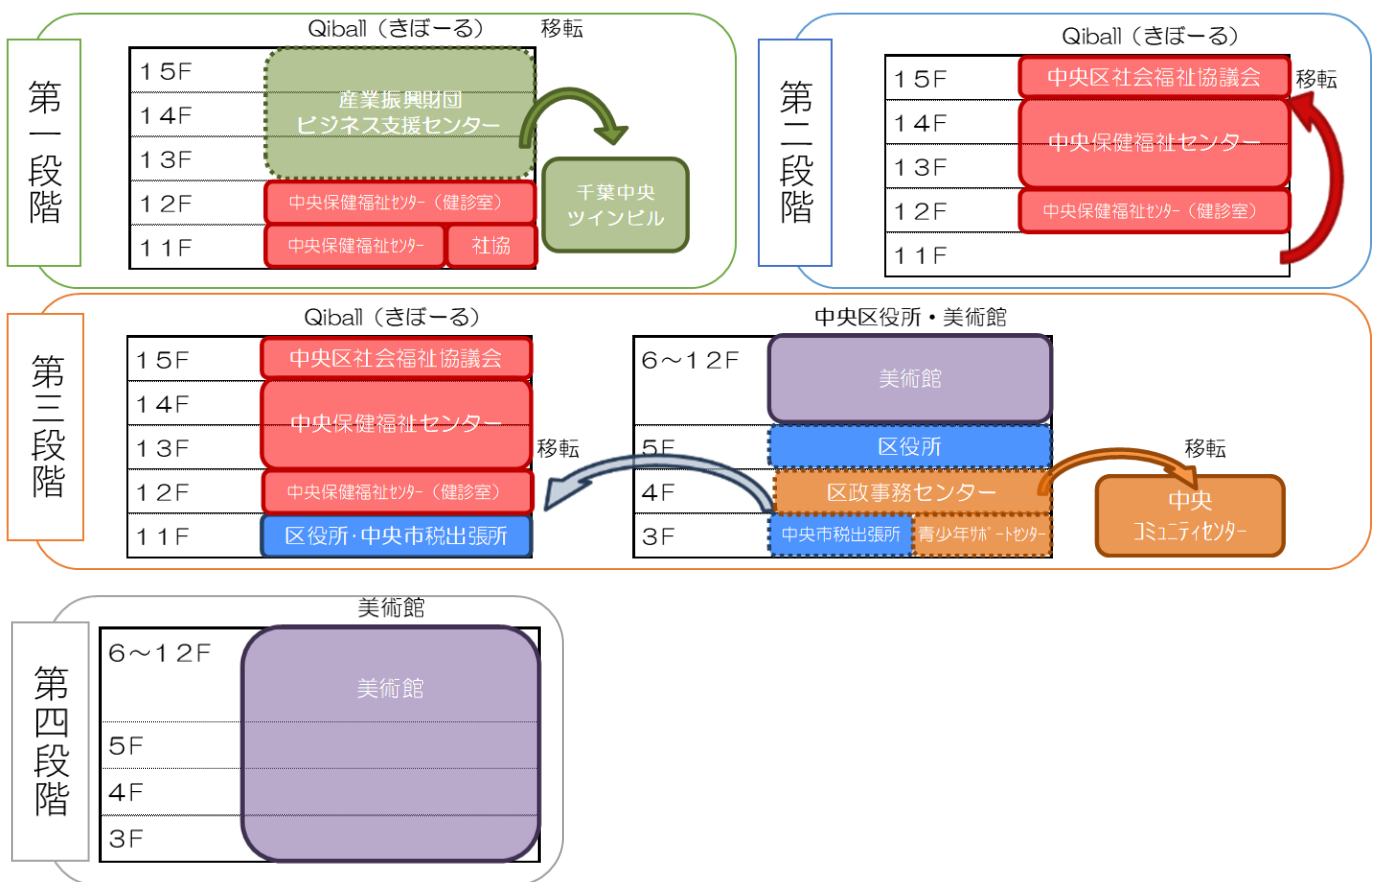 第一段階
Qiball（きぼーる）
移転
１５F
１４F
１３F
１２F
１１F
産業振興財団
ビジネス支援センター
中央保健福祉ｾﾝﾀｰ（健診室）
中央保健福祉ｾﾝﾀｰ
社協
千葉中央
ツインビル
第二段階
Qiball（きぼーる）
１５F
１４F
１３F
１２F
１１F
中央区社会福祉協議会
中央保健福祉センター
中央保健福祉ｾﾝﾀｰ（健診室）
移転
第三段階
Qiball（きぼーる）
１５F
１４F
１３F
１２F
１１F
中央区社会福祉協議会
中央保健福祉センター
中央保健福祉ｾﾝﾀｰ（健診室）
区役所･中央市税出張所
移転
中央区役所・美術館
６～１２F
５F
４F
３F
美術館
区役所
区政事務センター
中央市税出張所
青少年ｻﾎﾟｰﾄｾﾝﾀｰ
移転
中央
ｺﾐｭﾆﾃｨｾﾝﾀｰ
第四段階
美術館
６～１２F
５F
４F
３F
美術館